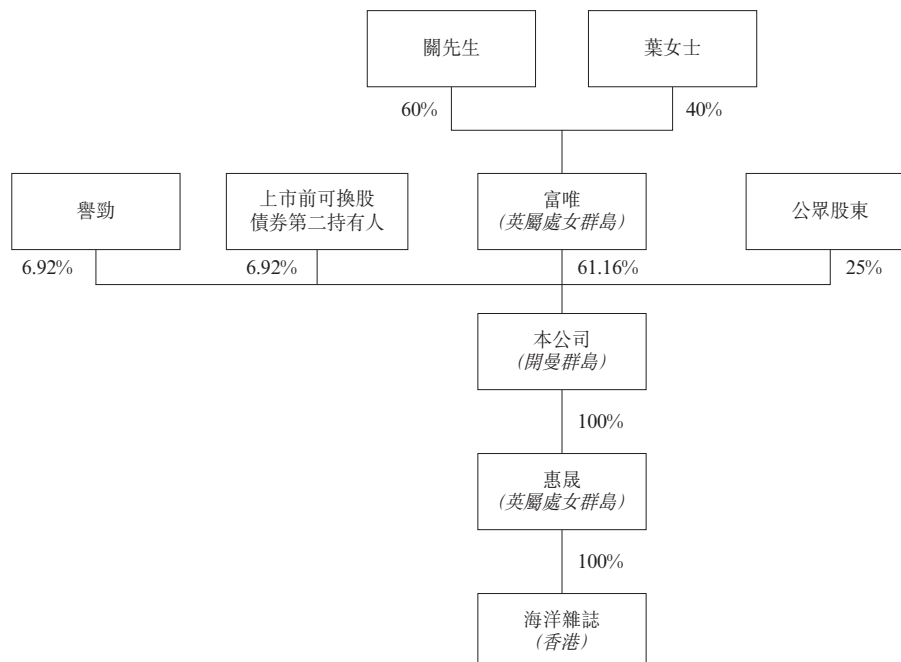 關先生
葉女士
60%
40%
譽勁
上市前可換股
債券第二持有人
富唯
(英屬處女群島)
公眾股東
6.92%
6.92%
61.16%
25%
本公司
(開曼群島)
100%
惠晟
(英屬處女群島)
100%
海洋雜誌
(香港)